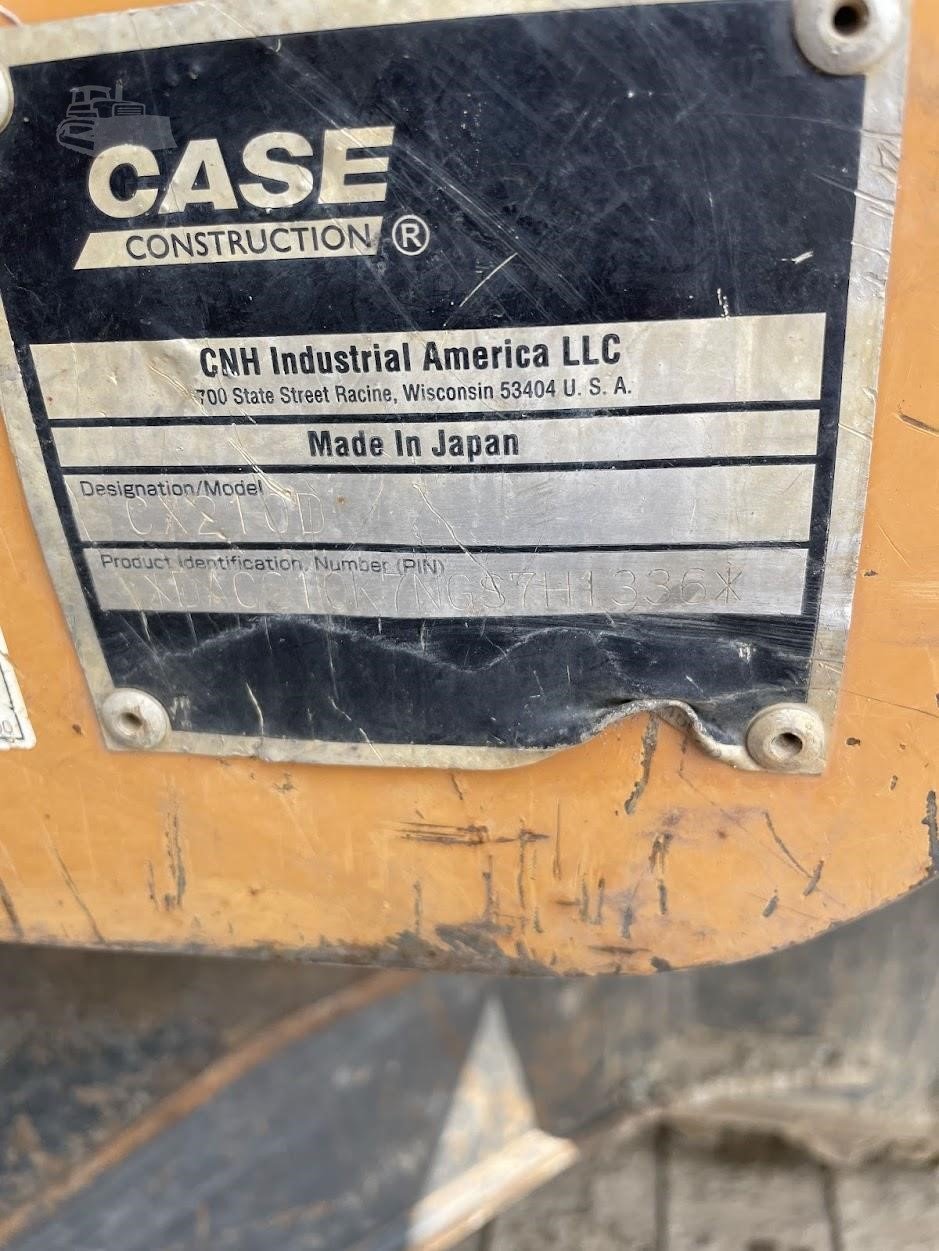 CASE
CONSTRUCTION ®
CNH Industrial America LLC
700 State Street Racine, Wisconsin 53404 U. S. A.
Made In Japan
Designation/Model
CX210D
Product Identification Number (PIN)